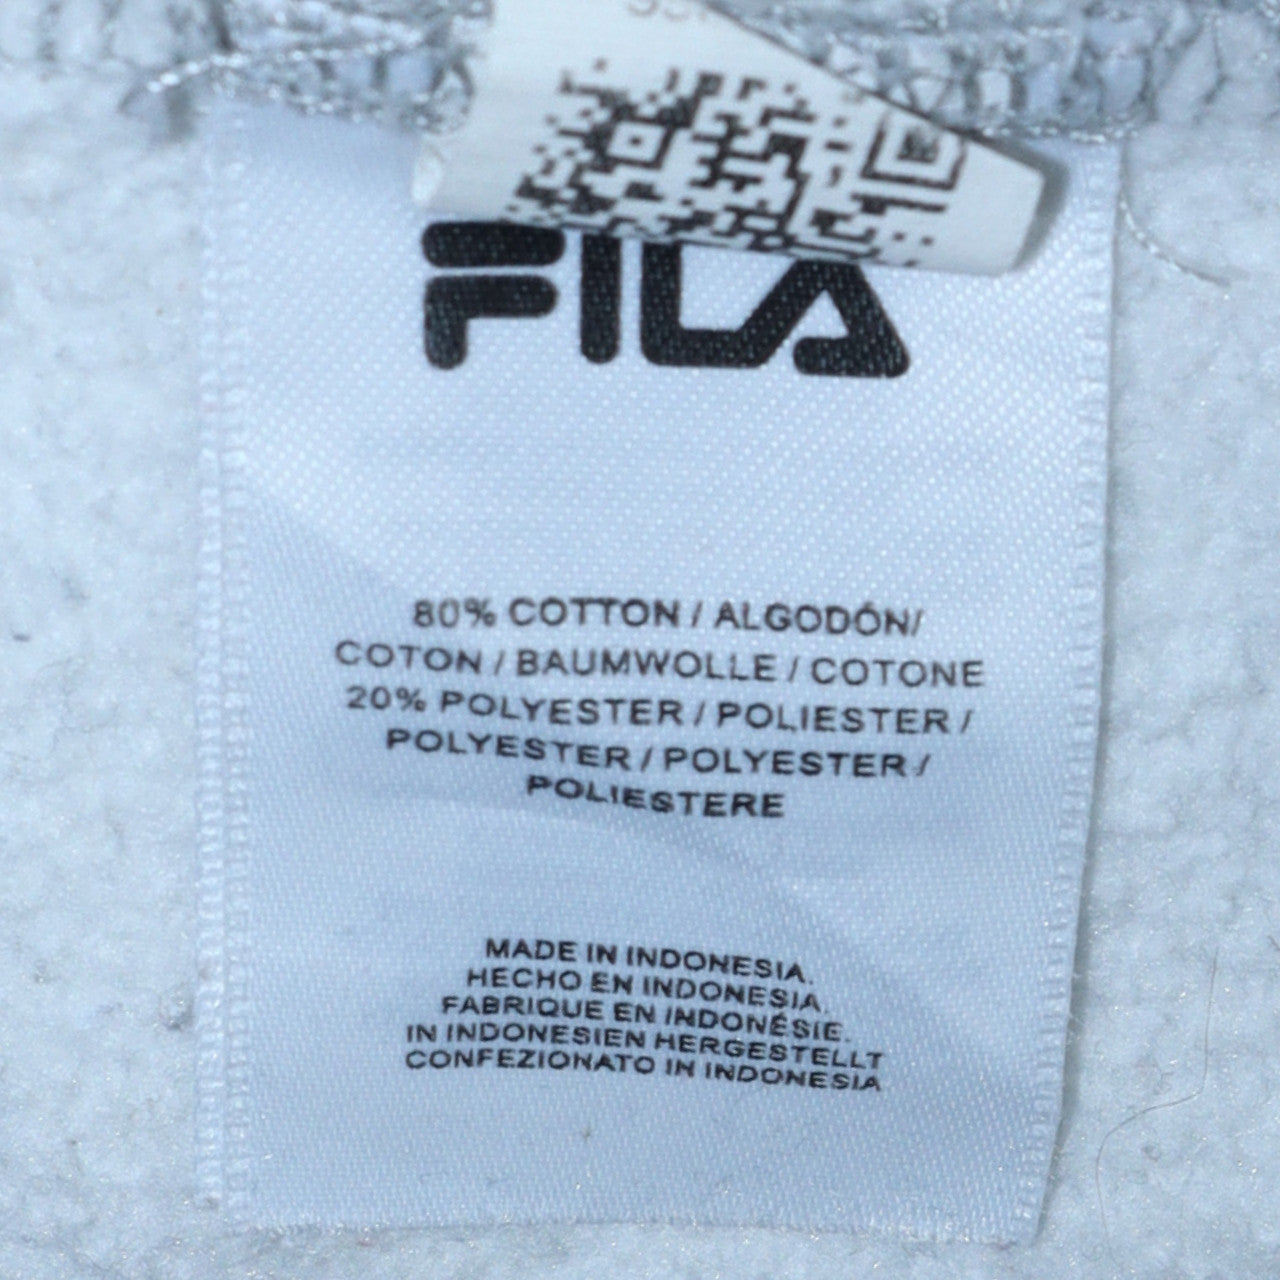 FILA
80% COTTON / ALGODÓN/
COTON / BAUMWOLLE / COTONE
20% POLYESTER / POLIESTER /
POLYESTER / POLYESTER /
POLIESTERE
MADE IN INDONESIA.
HECHO EN INDONESIA.
FABRIQUE EN INDONÉSIE.
IN INDONESIEN HERGESTELLT
CONFEZIONATO IN INDONESIA